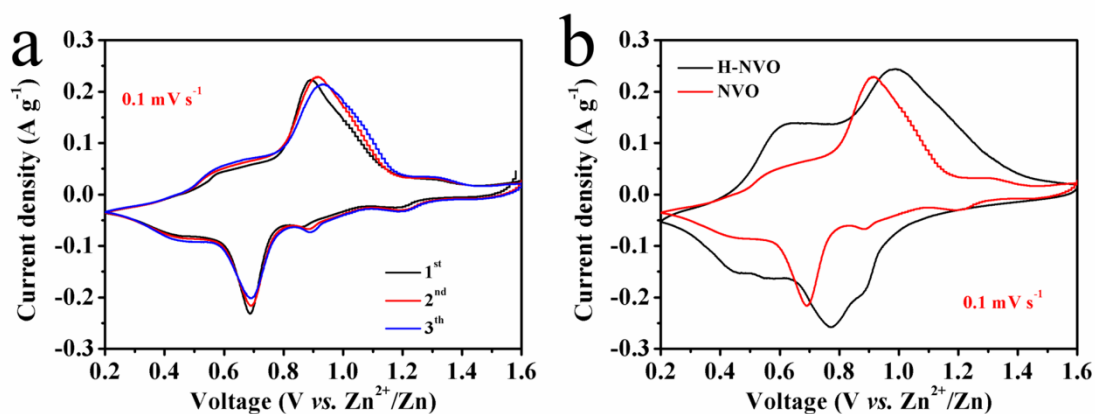 a
0.3
0.2
0.1
0.0
-0.1
-0.2
-0.3
Current density (A g⁻¹)
0.1 mV s⁻¹
1ˢᵗ
2ⁿᵈ
3ᵗʰ
0.2 0.4 0.6 0.8 1.0 1.2 1.4 1.6
Voltage (V vs. Zn²⁺/Zn)
b
0.3
0.2
0.1
0.0
-0.1
-0.2
-0.3
Current density (A g⁻¹)
H-NVO
NVO
0.1 mV s⁻¹
0.2 0.4 0.6 0.8 1.0 1.2 1.4 1.6
Voltage (V vs. Zn²⁺/Zn)